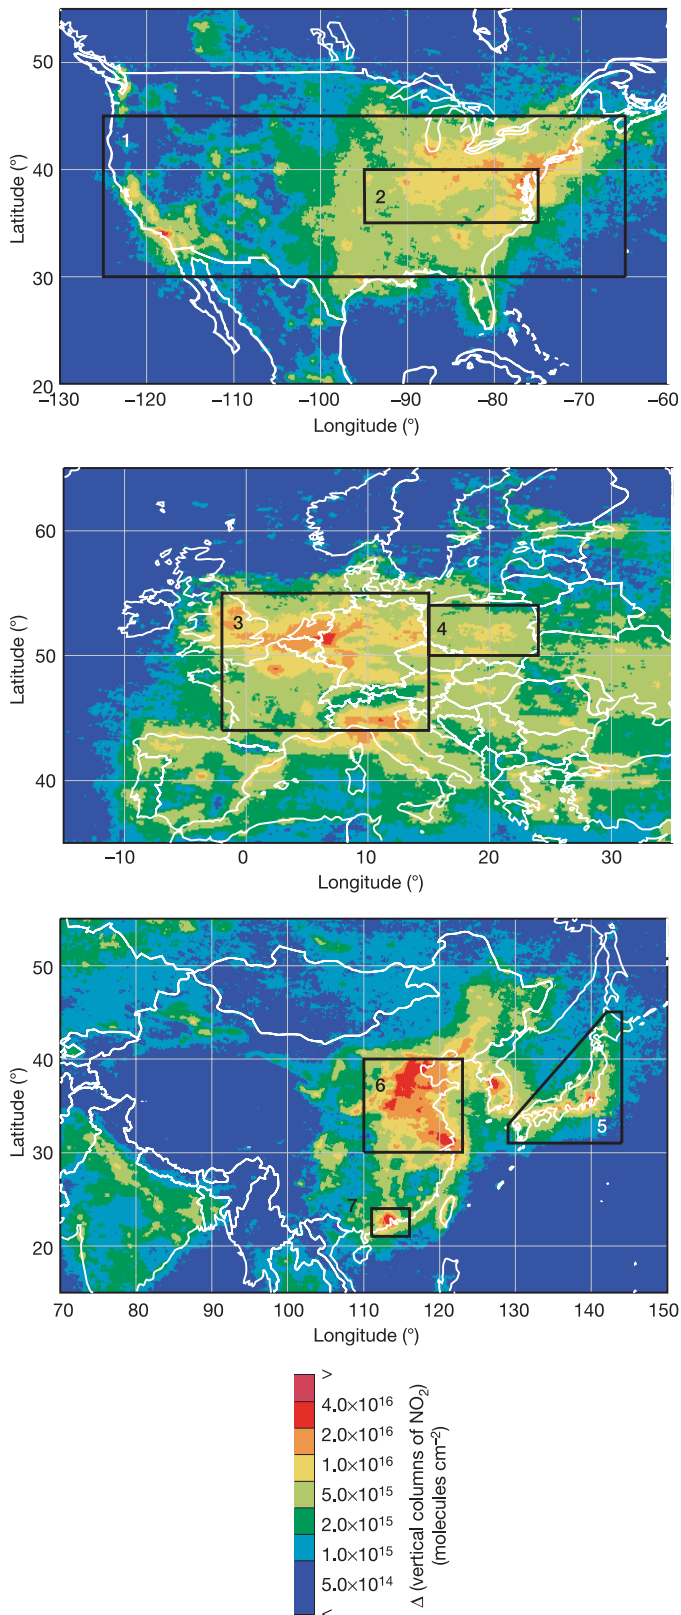 50
40
30
20
Latitude (°)
1
2
−130 −120 −110 −100 −90 −80 −70 −60
Longitude (°)
60
50
40
Latitude (°)
3
4
−10 0 10 20 30
Longitude (°)
50
40
30
20
Latitude (°)
6
5
7
70 80 90 100 110 120 130 140 150
Longitude (°)
>
4.0×10¹⁶
2.0×10¹⁶
1.0×10¹⁶
5.0×10¹⁵
2.0×10¹⁵
1.0×10¹⁵
5.0×10¹⁴
<
Δ (vertical columns of NO₂)
(molecules cm⁻²)